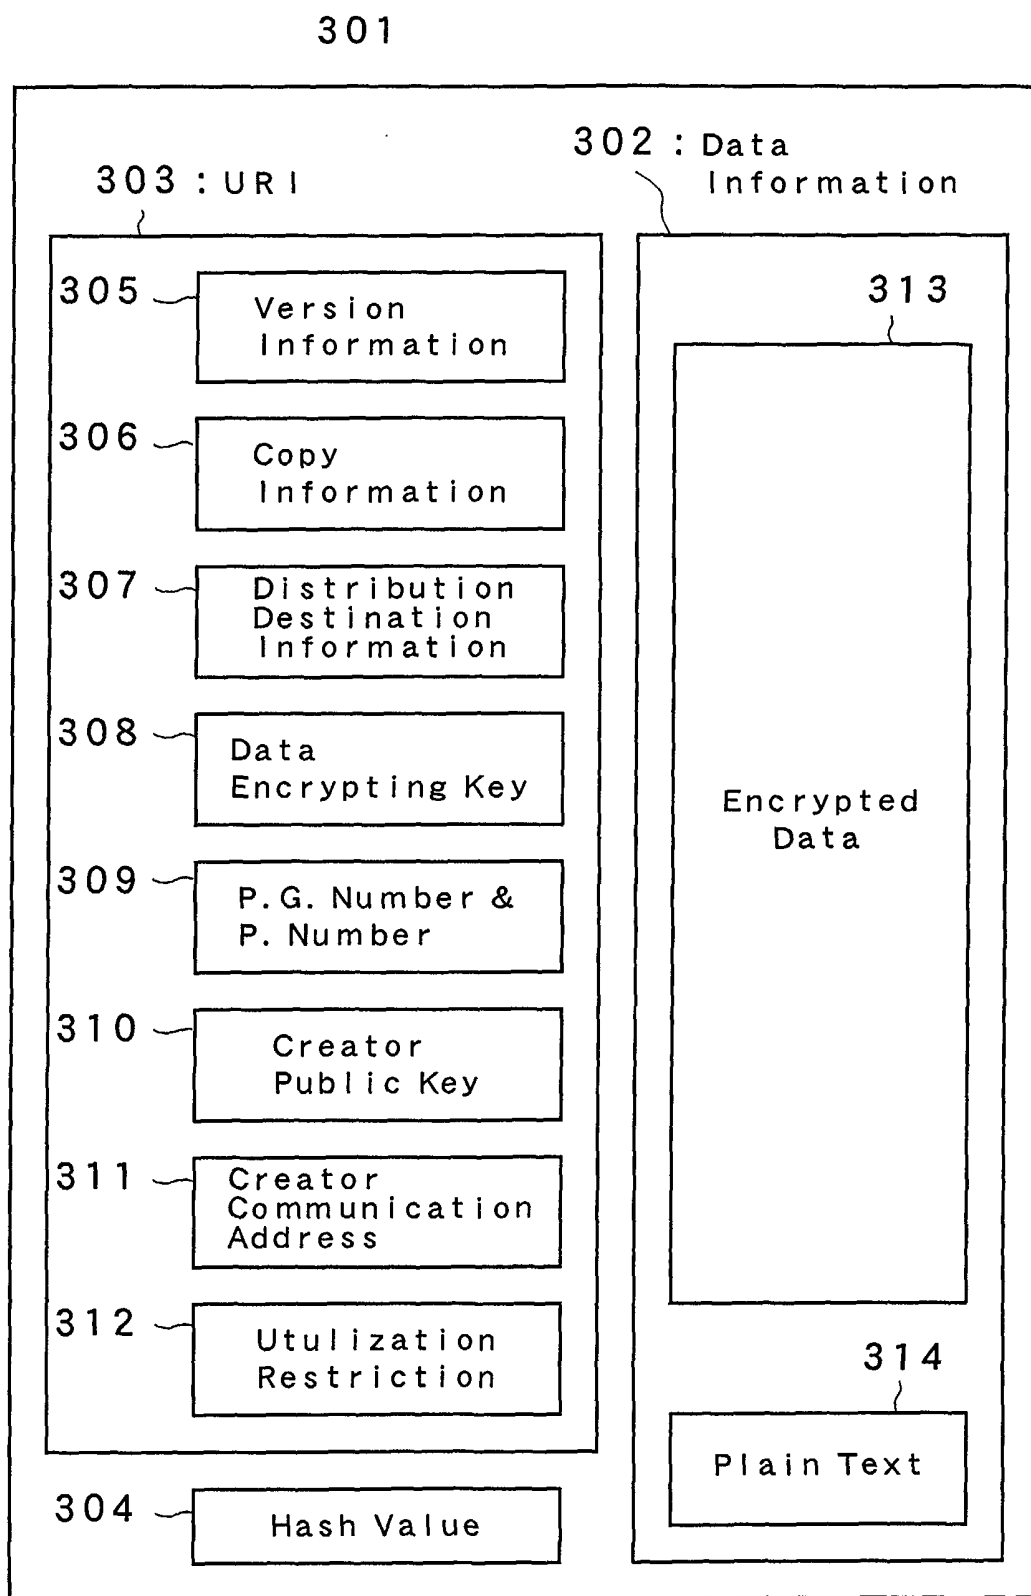 301
302 : Data
Information
303 : URI
305
Version
Information
306
Copy
Information
307
Distribution
Destination
Information
308
Data
Encrypting Key
309
P.G. Number &
P. Number
310
Creator
Public Key
311
Creator
Communication
Address
312
Utulization
Restriction
304
Hash Value
313
Encrypted
Data
314
Plain Text